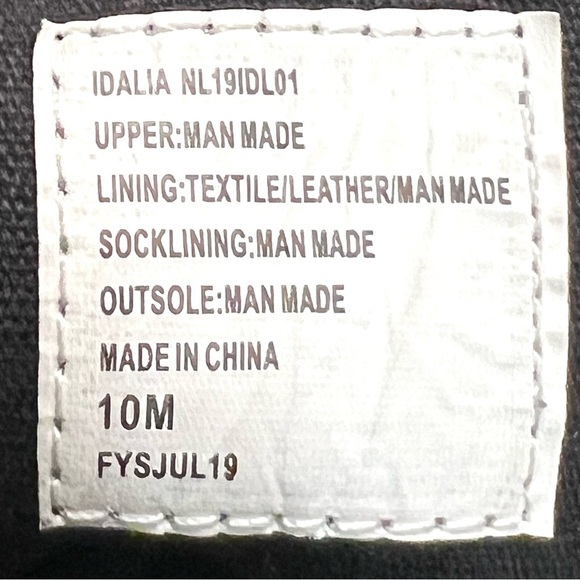 IDALIA NL19IDL01
UPPER:MAN MADE
LINING:TEXTILE/LEATHER/MAN MADE
SOCKLINING:MAN MADE
OUTSOLE:MAN MADE
MADE IN CHINA
10M
FYSJUL19